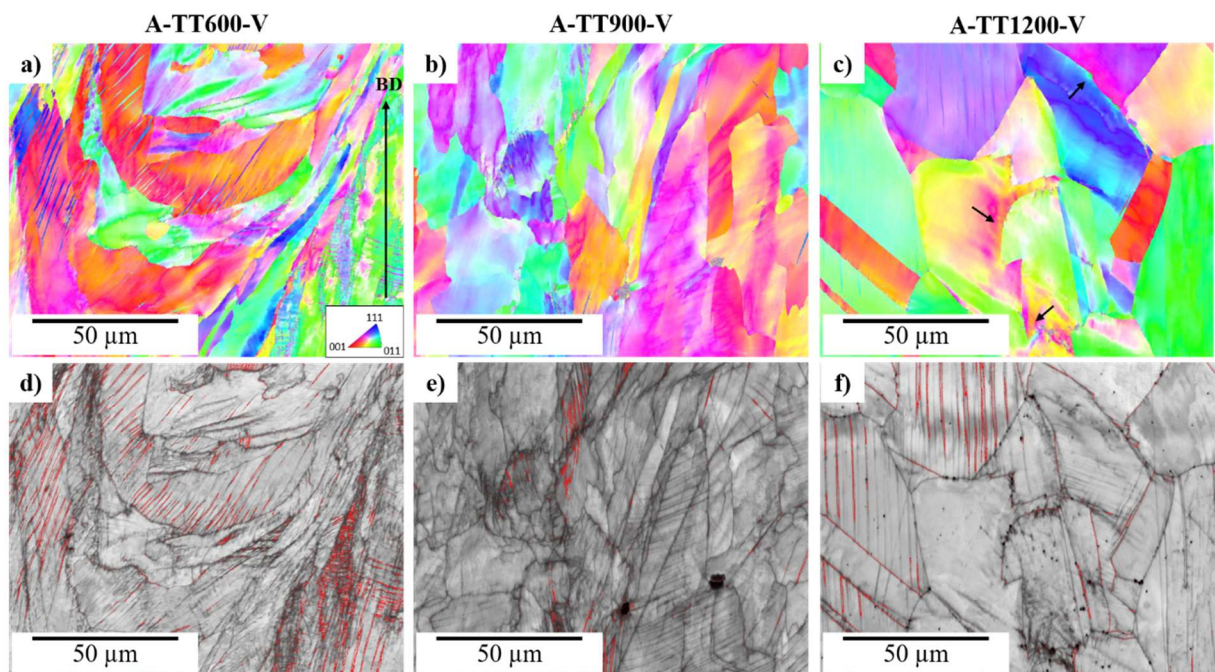 A-TT600-V
A-TT900-V
A-TT1200-V
a)
b)
c)
BD
111
001
011
50 µm
50 µm
50 µm
d)
e)
f)
50 µm
50 µm
50 µm